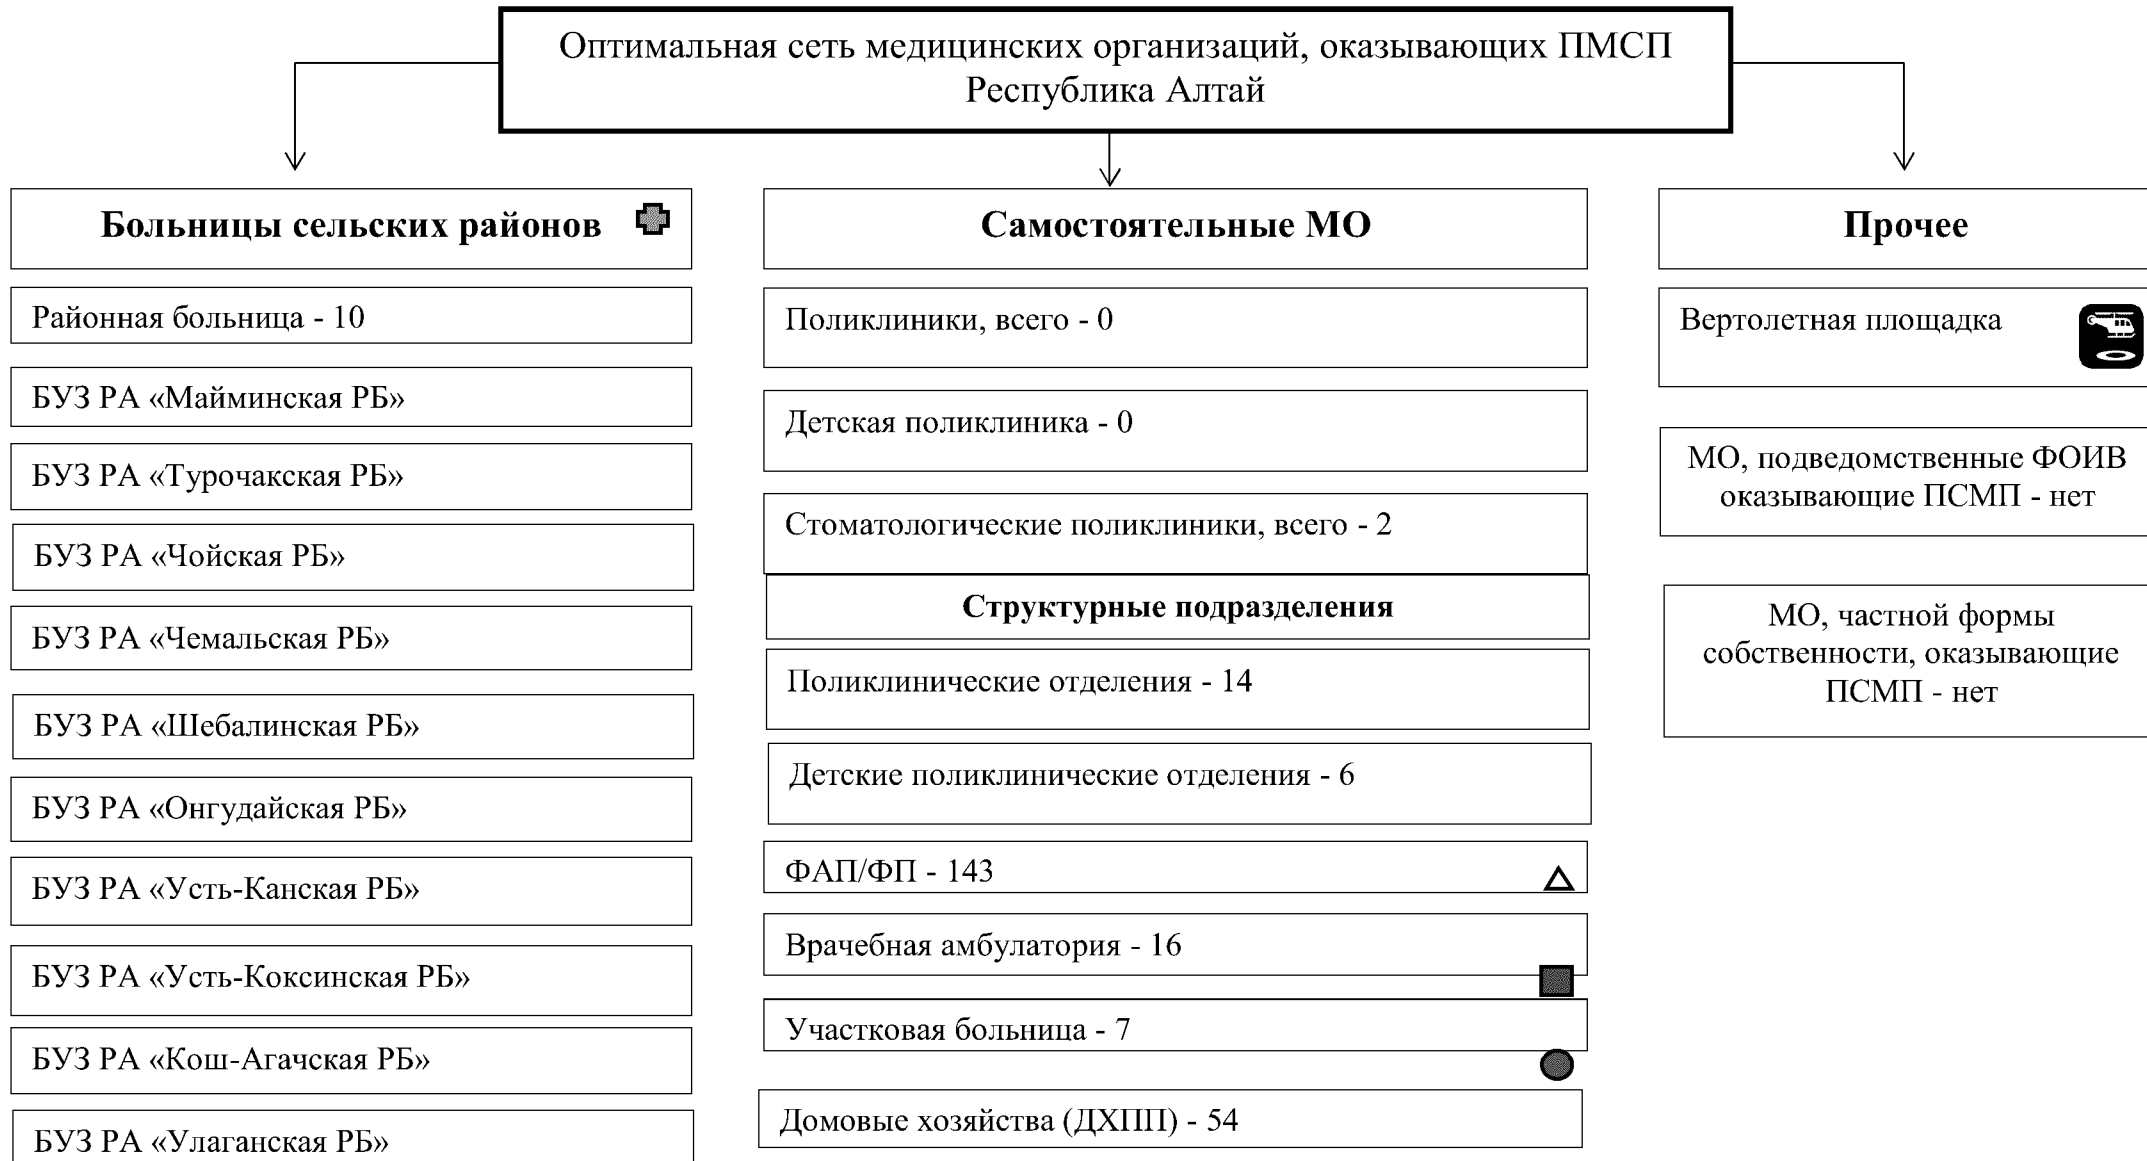 Оптимальная сеть медицинских организаций, оказывающих ПМСП
Республика Алтай
Больницы сельских районов
Районная больница - 10
БУЗ РА «Майминская РБ»
БУЗ РА «Турочакская РБ»
БУЗ РА «Чойская РБ»
БУЗ РА «Чемальская РБ»
БУЗ РА «Шебалинская РБ»
БУЗ РА «Онгудайская РБ»
БУЗ РА «Усть-Канская РБ»
БУЗ РА «Усть-Коксинская РБ»
БУЗ РА «Кош-Агачская РБ»
БУЗ РА «Улаганская РБ»
Самостоятельные МО
Поликлиники, всего - 0
Детская поликлиника - 0
Стоматологические поликлиники, всего - 2
Структурные подразделения
Поликлинические отделения - 14
Детские поликлинические отделения - 6
ФАП/ФП - 143
Врачебная амбулатория - 16
Участковая больница - 7
Домовые хозяйства (ДХПП) - 54
Прочее
Вертолетная площадка
МО, подведомственные ФОИВ
оказывающие ПСМП - нет
МО, частной формы
собственности, оказывающие
ПСМП - нет